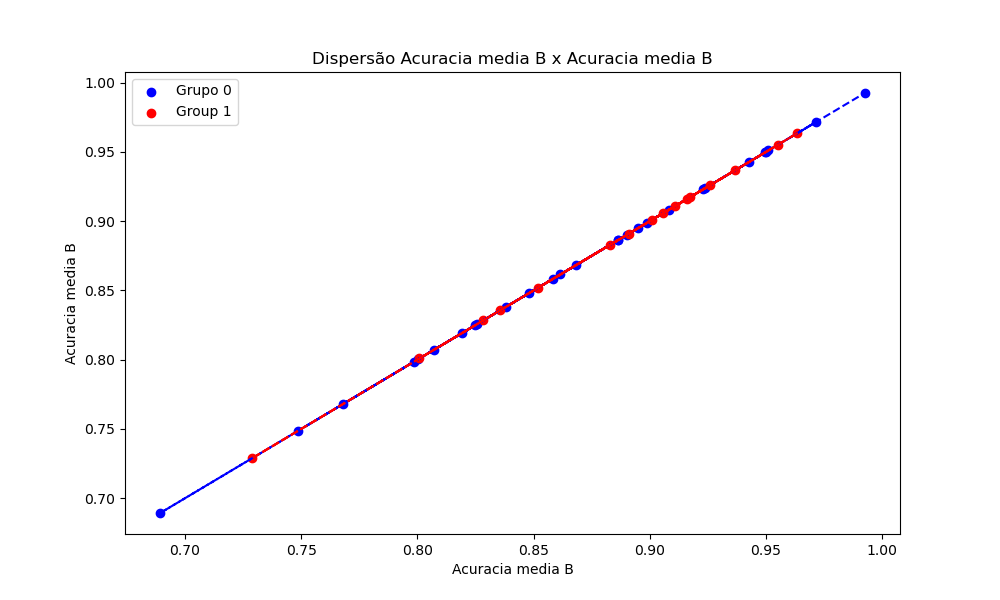 Dispersão Acuracia media B x Acuracia media B
Grupo 0
Group 1
Acuracia media B
1.00
0.95
0.90
0.85
0.80
0.75
0.70
0.70 0.75 0.80 0.85 0.90 0.95 1.00
Acuracia media B